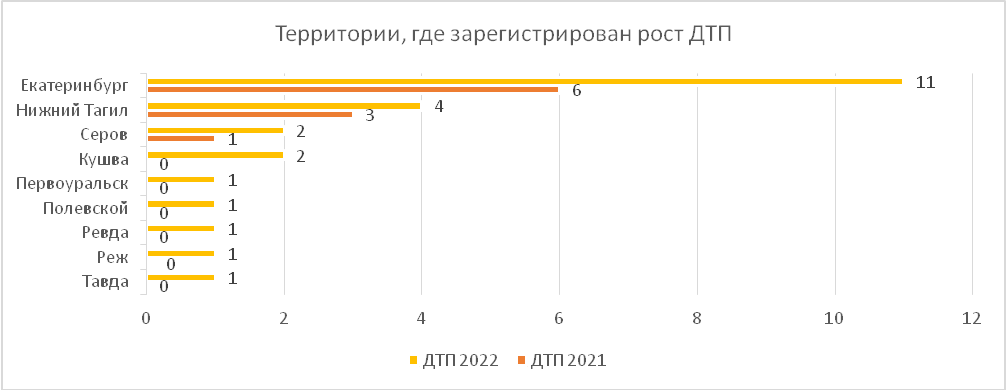 Территории, где зарегистрирован рост ДТП
Екатеринбург 11
6
Нижний Тагил 4
3
Серов 2
1
Кушва 2
0
Первоуральск 1
0
Полевской 1
0
Ревда 1
0
Реж 1
0
Тавда 1
0
0 2 4 6 8 10 12
ДТП 2022 ДТП 2021